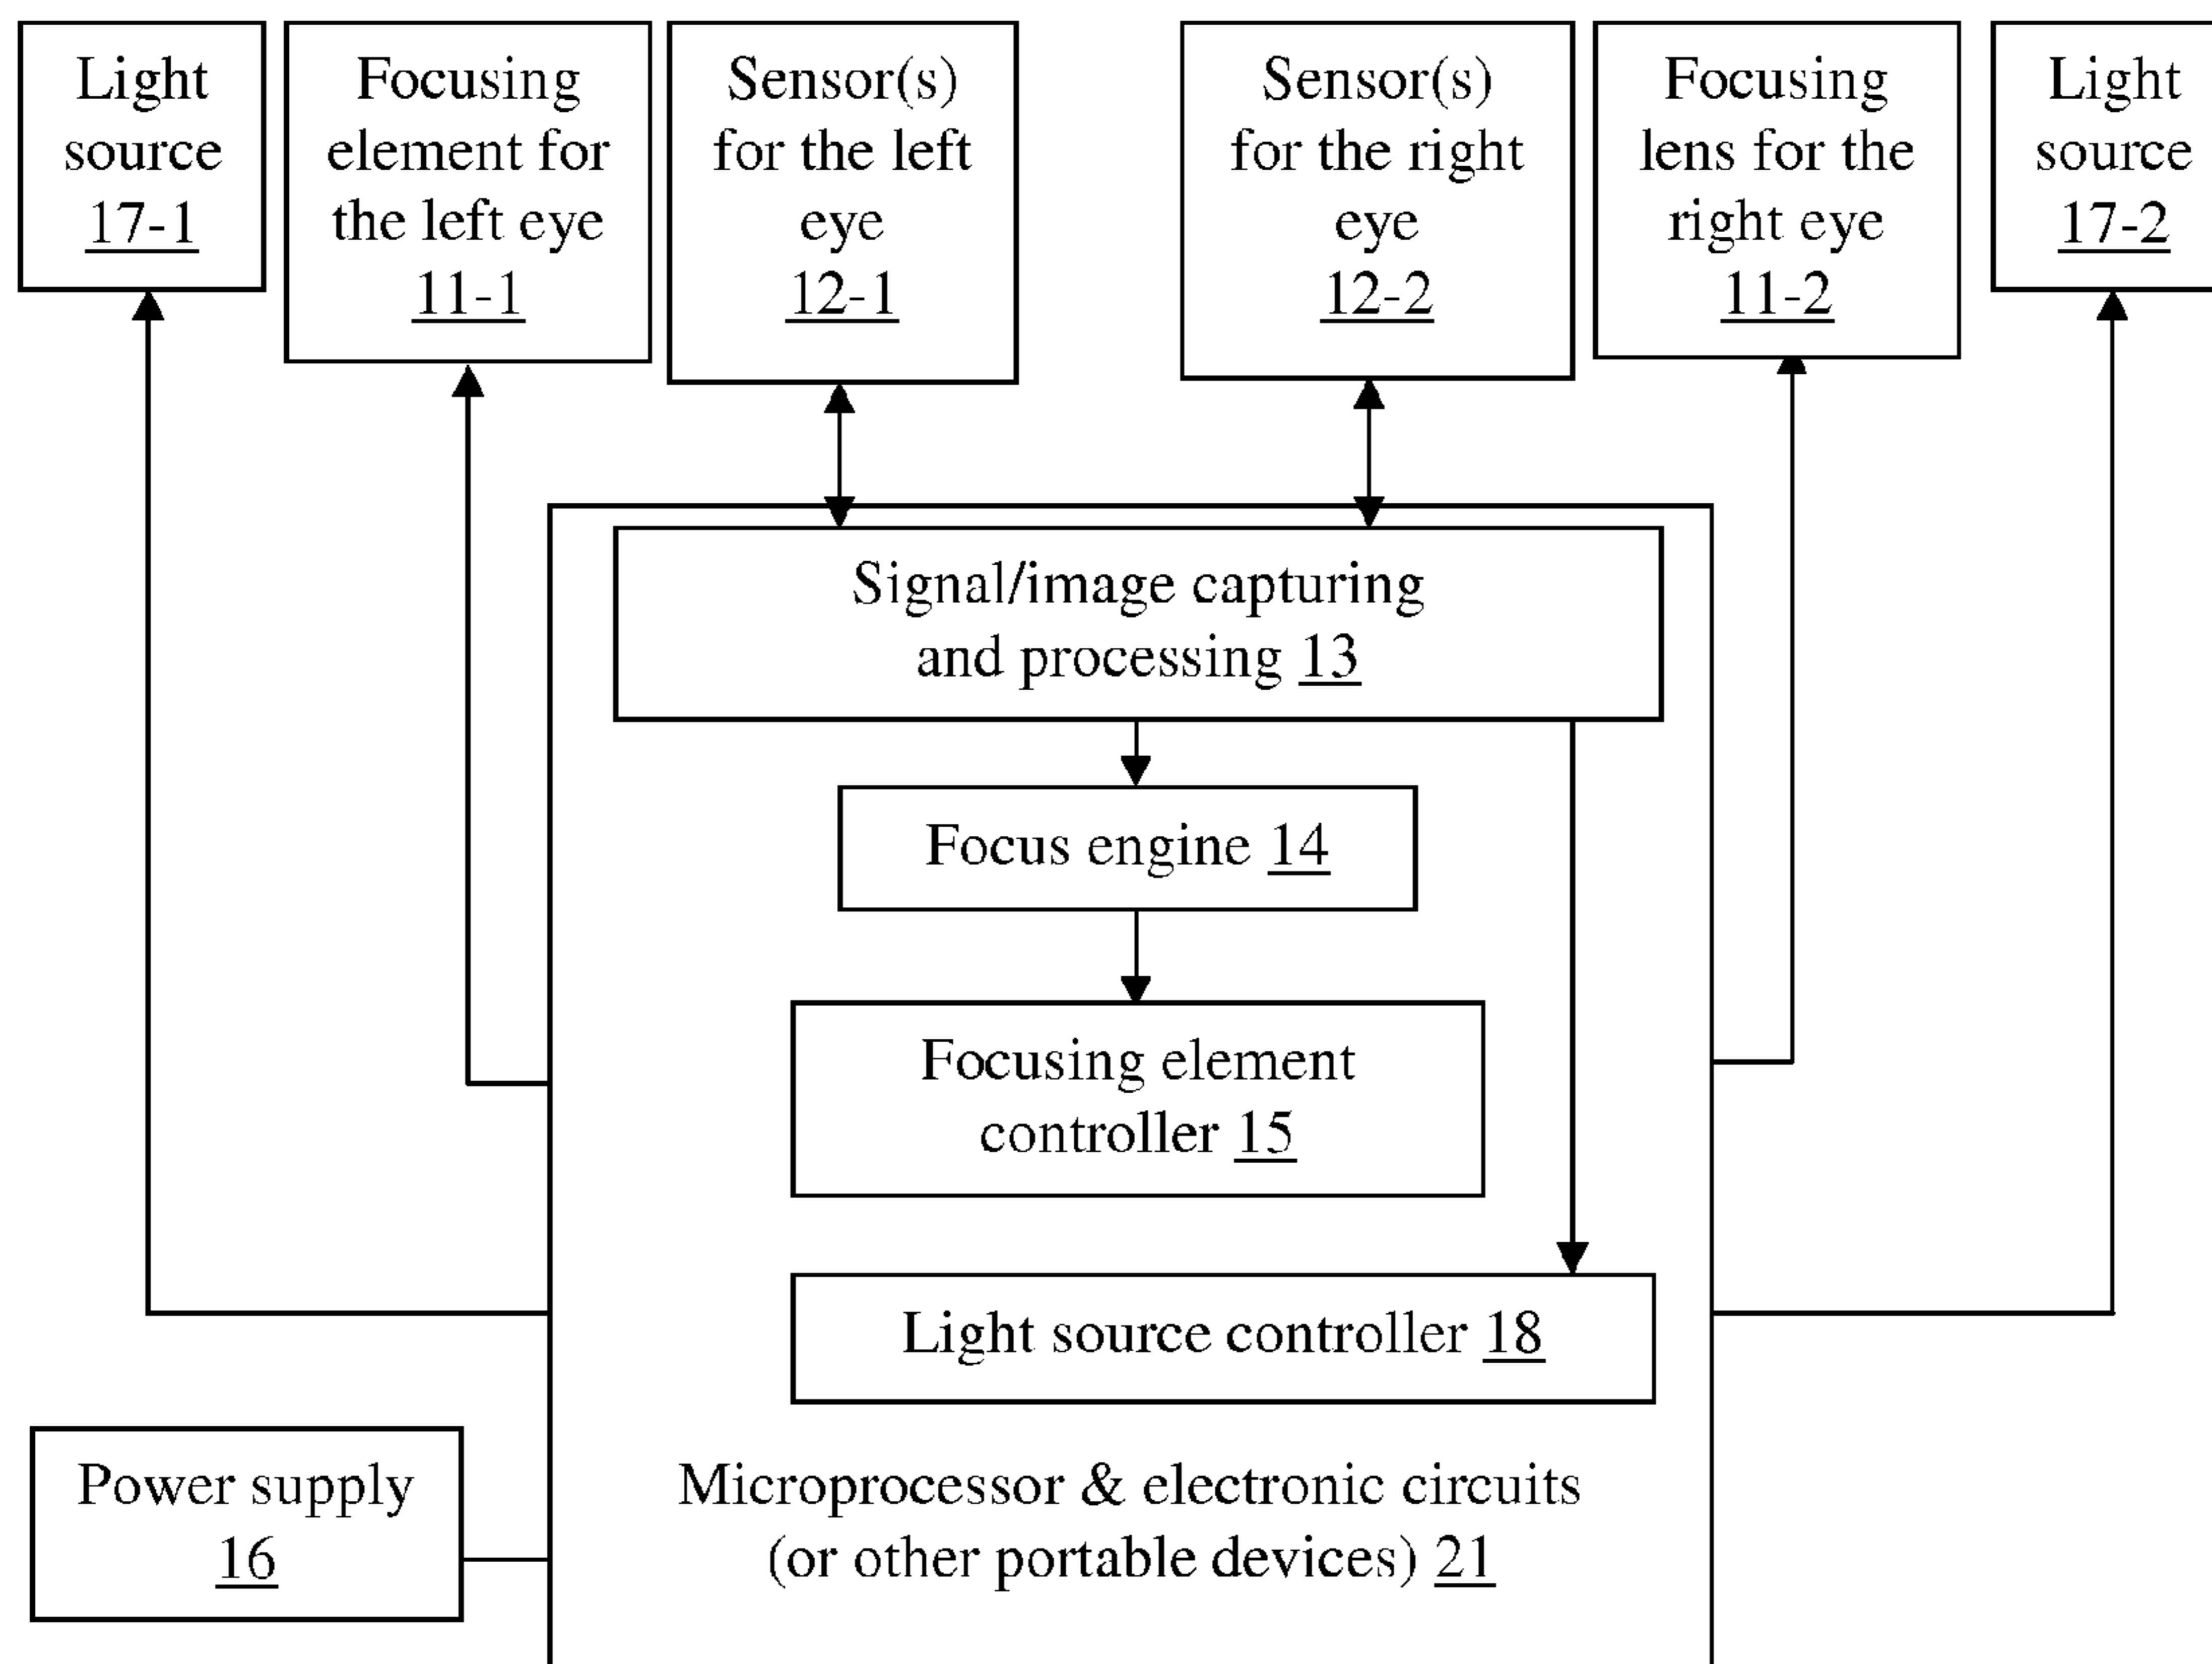 Light
source
17-1
Focusing
element for
the left eye
11-1
Sensor(s)
for the left
eye
12-1
Sensor(s)
for the right
eye
12-2
Focusing
lens for the
right eye
11-2
Light
source
17-2
Signal/image capturing
and processing 13
Focus engine 14
Focusing element
controller 15
Light source controller 18
Power supply
16
Microprocessor & electronic circuits
(or other portable devices) 21